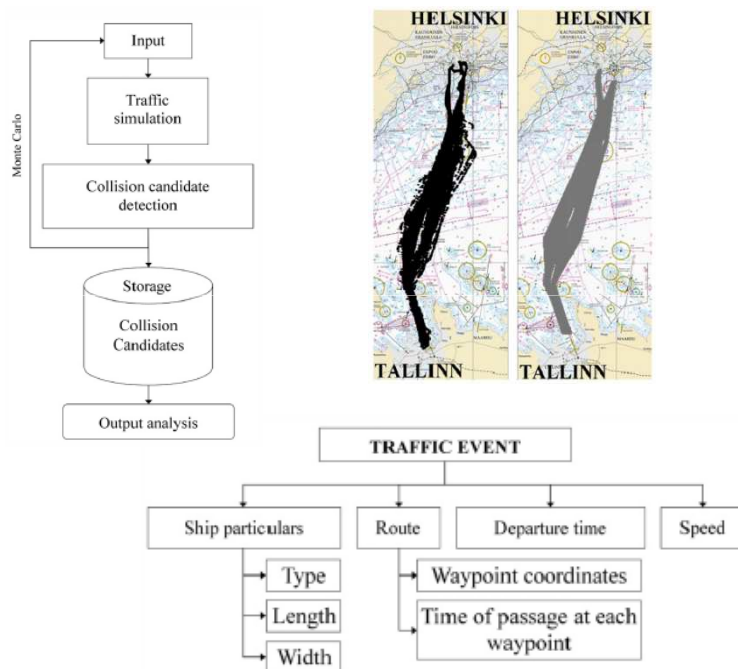 Input
Traffic
simulation
Monte Carlo
Collision candidate
detection
Storage
Collision
Candidates
Output analysis
HELSINKI
TALLINN
HELSINKI
TALLINN
TRAFFIC EVENT
Ship particulars
Route
Departure time
Speed
Type
Length
Width
Waypoint coordinates
Time of passage at each
waypoint